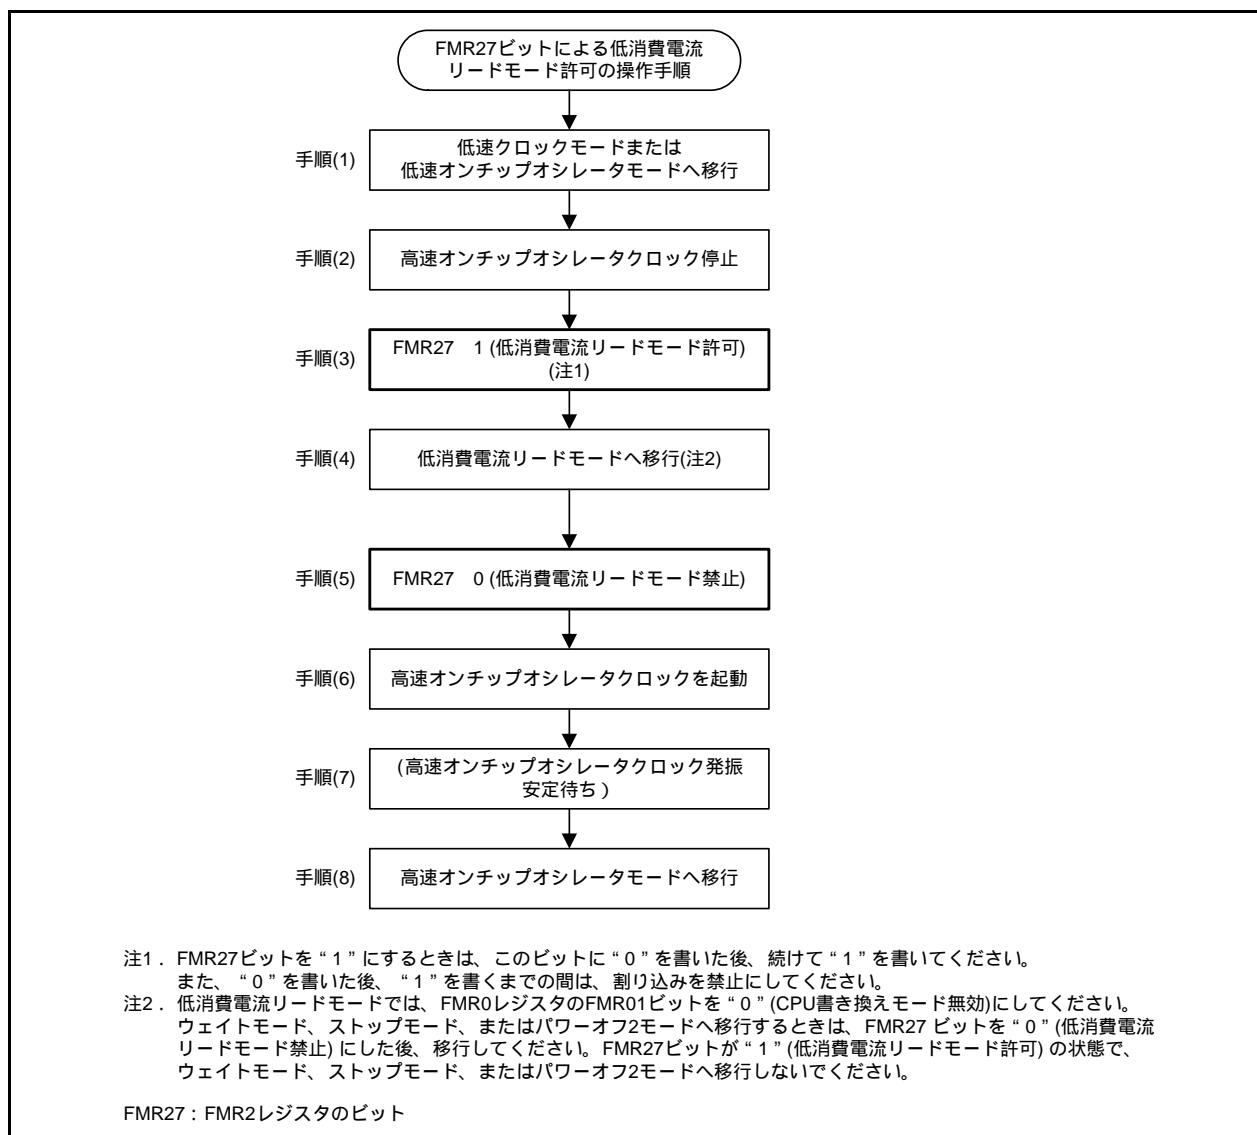 FMR27ビットによる低消費電流
リードモード許可の操作手順
手順(1)
低速クロックモードまたは
低速オンチップオシレータモードへ移行
手順(2)
高速オンチップオシレータクロック停止
手順(3)
FMR27　1 (低消費電流リードモード許可)
(注1)
手順(4)
低消費電流リードモードへ移行(注2)
手順(5)
FMR27　0 (低消費電流リードモード禁止)
手順(6)
高速オンチップオシレータクロックを起動
手順(7)
(高速オンチップオシレータクロック発振
安定待ち )
手順(8)
高速オンチップオシレータモードへ移行
注1 . FMR27ビットを “ 1 ” にするときは、このビットに “ 0 ” を書いた後、続けて “ 1 ” を書いてください。
また、“ 0 ” を書いた後、“ 1 ” を書くまでの間は、割り込みを禁止にしてください。
注2 . 低消費電流リードモードでは、FMR0レジスタのFMR01ビットを “ 0 ” (CPU書き換えモード無効)にしてください。
ウェイトモード、ストップモード、またはパワーオフ2モードへ移行するときは、FMR27 ビットを “ 0 ” (低消費電流
リードモード禁止) にした後、移行してください。FMR27ビットが “ 1 ” (低消費電流リードモード許可) の状態で、
ウェイトモード、ストップモード、またはパワーオフ2モードへ移行しないでください。
FMR27 : FMR2レジスタのビット